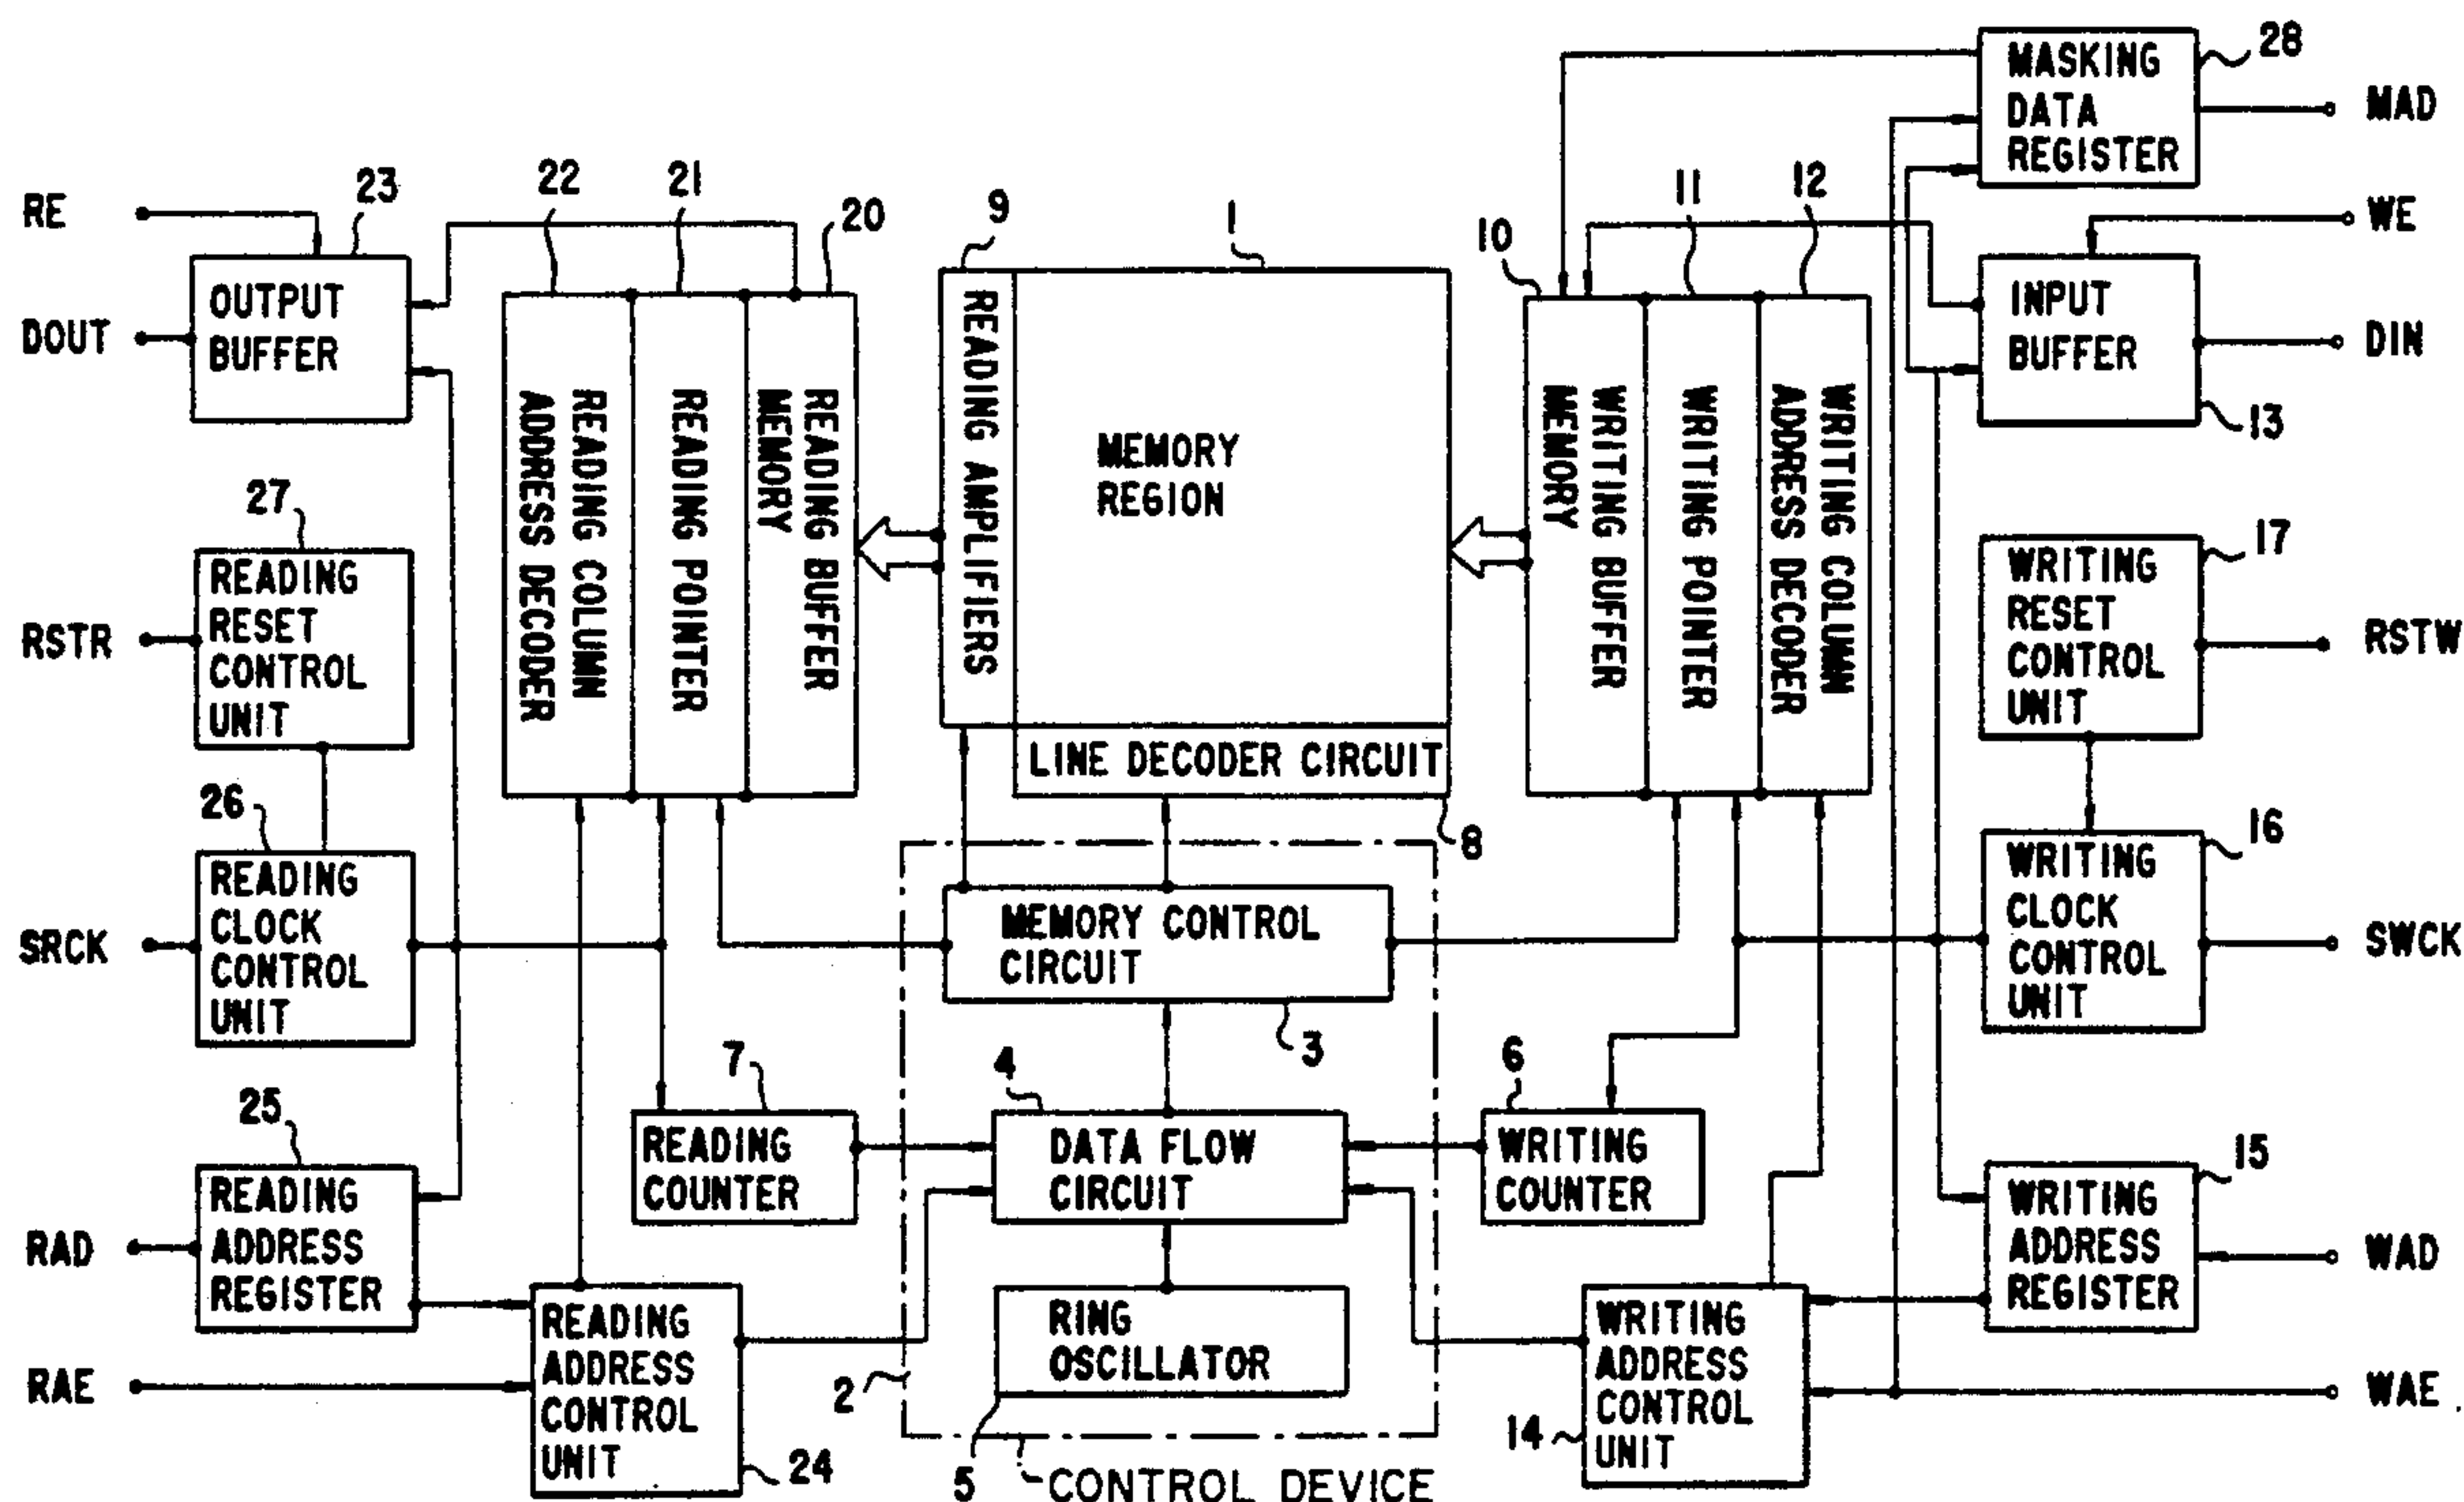 RE
DOUT
RSTR
SRCK
RAD
RAE
23
OUTPUT
BUFFER
27
READING
RESET
CONTROL
UNIT
26
READING
CLOCK
CONTROL
UNIT
25
READING
ADDRESS
REGISTER
22
21
20
READING COLUMN
ADDRESS DECODER
READING POINTER
READING BUFFER
MEMORY
7
READING
COUNTER
READING
ADDRESS
CONTROL
UNIT
24
9
1
READING AMPLIFIERS
MEMORY
REGION
LINE DECODER CIRCUIT
8
MEMORY CONTROL
CIRCUIT
3
4
DATA FLOW
CIRCUIT
RING
OSCILLATOR
2
5
CONTROL DEVICE
10
11
12
WRITING BUFFER
MEMORY
WRITING POINTER
WRITING COLUMN
ADDRESS DECODER
6
WRITING
COUNTER
14
WRITING
ADDRESS
CONTROL
UNIT
MASKING
DATA
REGISTER
28
INPUT
BUFFER
13
WRITING
RESET
CONTROL
UNIT
17
WRITING
CLOCK
CONTROL
UNIT
16
WRITING
ADDRESS
REGISTER
15
MAD
WE
DIN
RSTW
SWCK
WAD
WAE